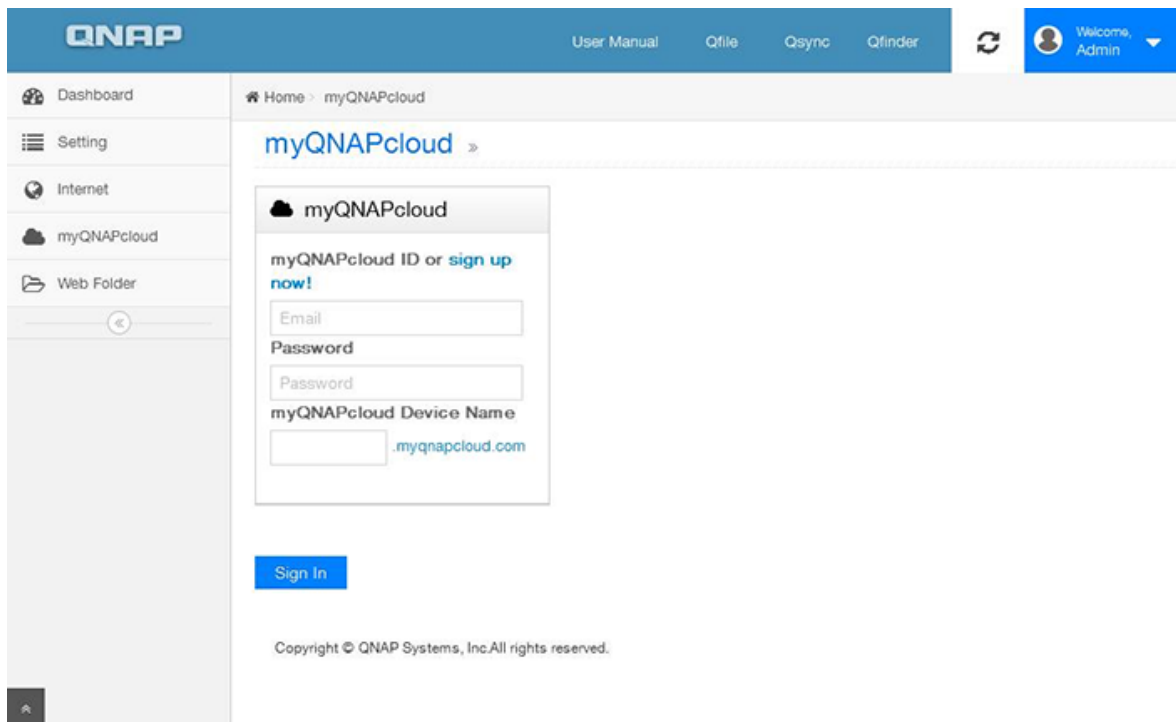 QNAP
User Manual
Qfile
Qsync
Qfinder
Welcome,
Admin
Dashboard
Setting
Internet
myQNAPcloud
Web Folder
Home > myQNAPcloud
myQNAPcloud »
myQNAPcloud
myQNAPcloud ID or sign up
now!
Email
Password
Password
myQNAPcloud Device Name
.myqnapcloud.com
Sign In
Copyright © QNAP Systems, Inc.All rights reserved.